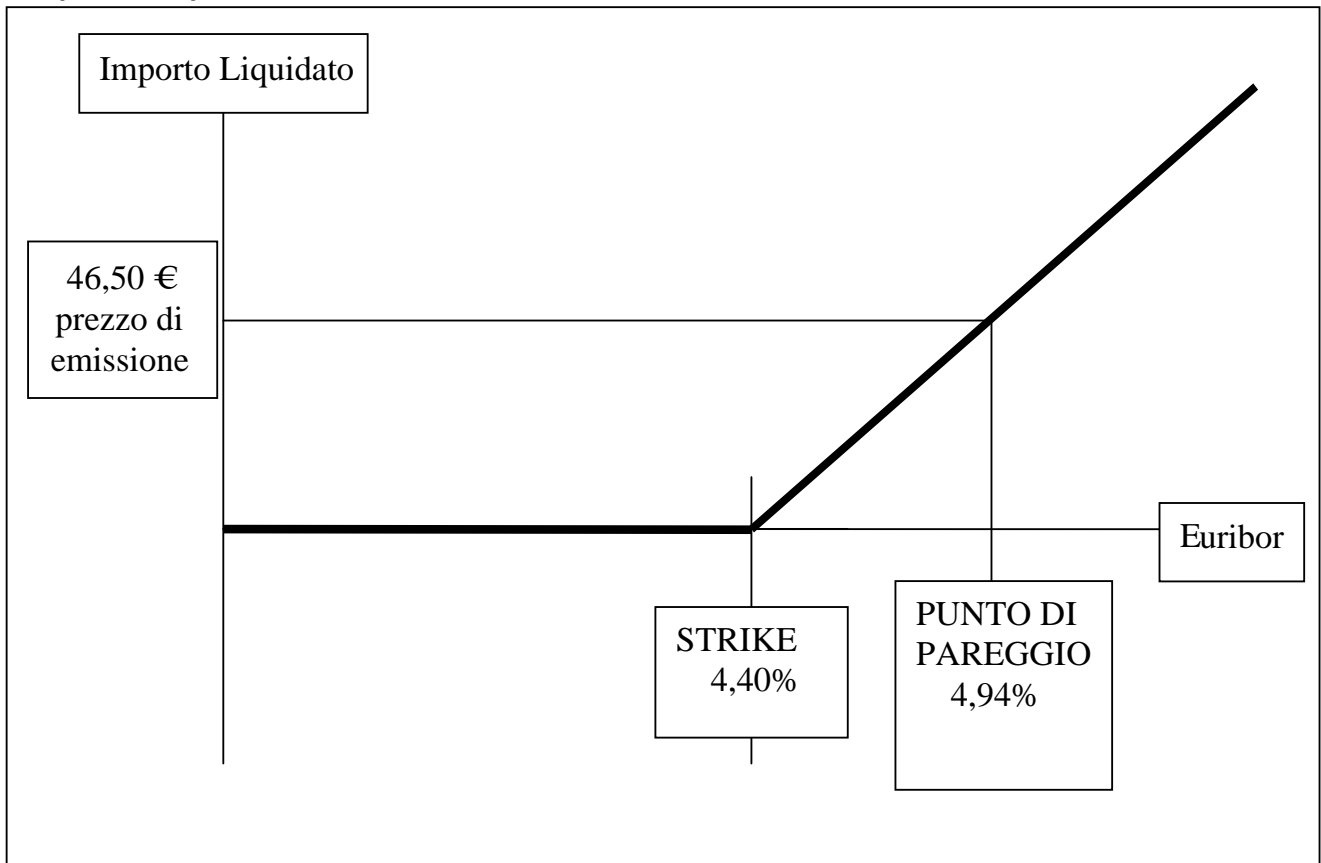 Importo Liquidato
46,50 €
prezzo di
emissione
Euribor
STRIKE
4,40%
PUNTO DI
PAREGGIO
4,94%